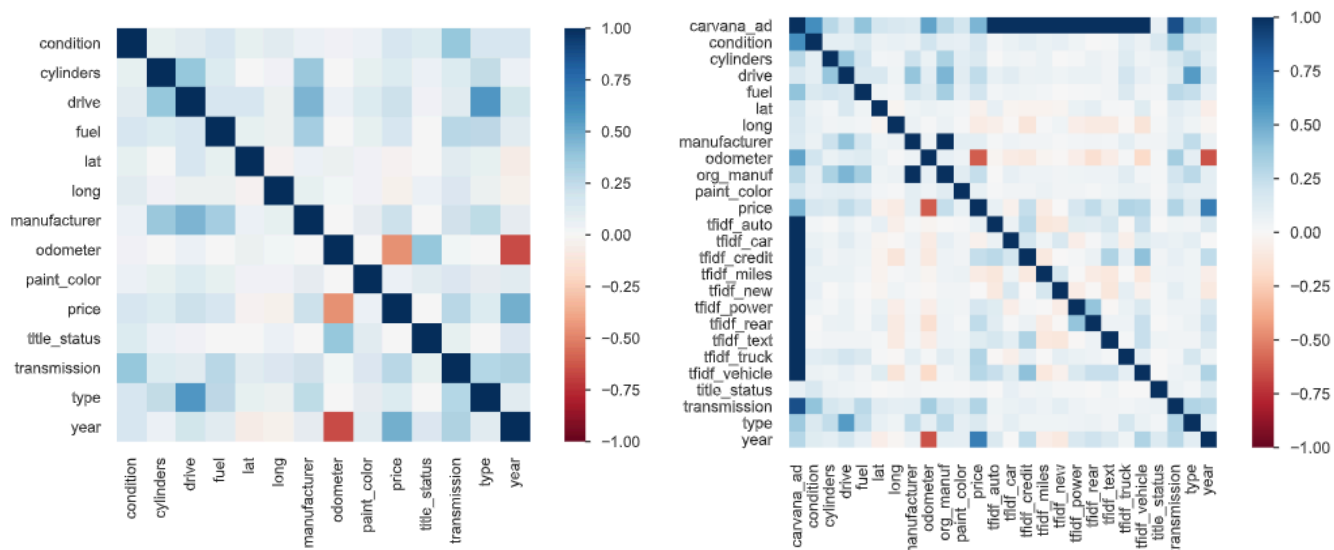 condition
cylinders
drive
fuel
lat
long
manufacturer
odometer
paint_color
price
title_status
transmission
type
year
condition
cylinders
drive
fuel
lat
long
manufacturer
odometer
paint_color
price
title_status
transmission
type
year
1.00
0.75
0.50
0.25
0.00
−0.25
−0.50
−0.75
−1.00
carvana_ad
condition
cylinders
drive
fuel
lat
long
manufacturer
odometer
org_manuf
paint_color
price
tfidf_auto
tfidf_car
tfidf_credit
tfidf_miles
tfidf_new
tfidf_power
tfidf_rear
tfidf_text
tfidf_truck
tfidf_vehicle
title_status
transmission
type
year
carvana_ad
condition
cylinders
drive
fuel
lat
long
nanufacturer
odometer
org_manuf
paint_color
price
tfidf_auto
tfidf_car
tfidf_credit
tfidf_miles
tfidf_new
tfidf_power
tfidf_rear
tfidf_text
tfidf_truck
tfidf_vehicle
title_status
ransmission
type
year
1.00
0.75
0.50
0.25
0.00
−0.25
−0.50
−0.75
−1.00